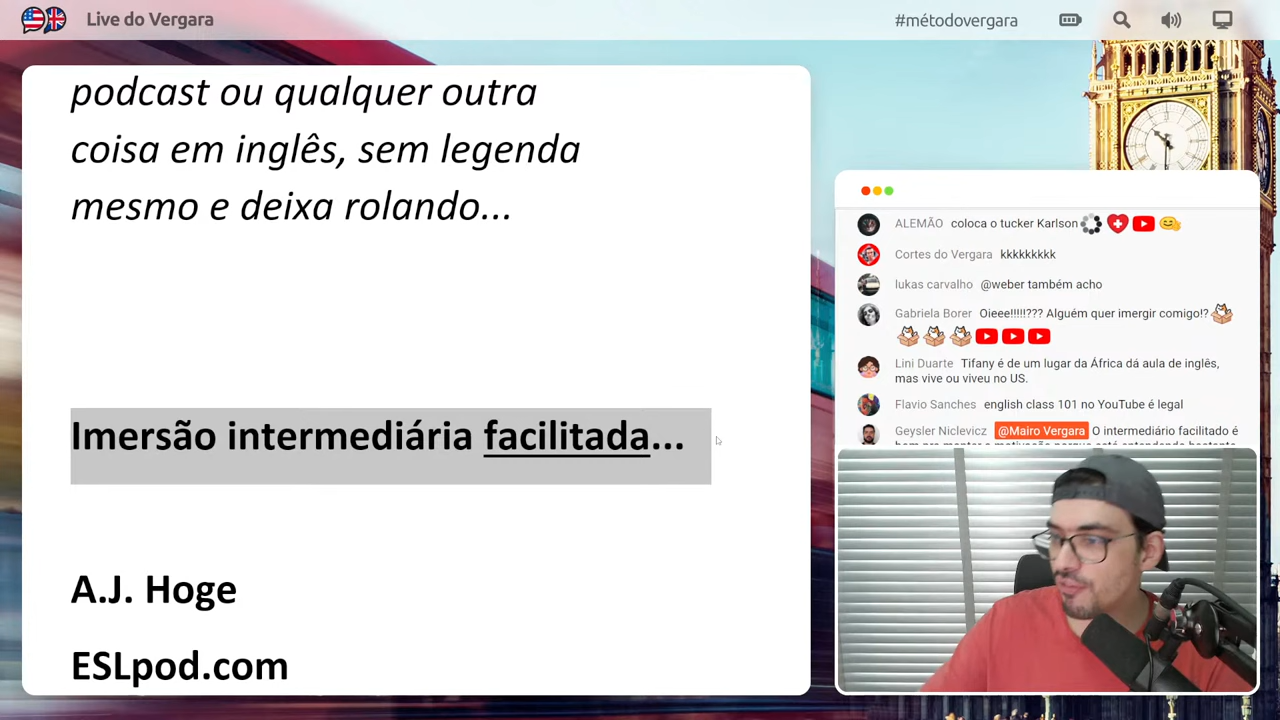 Live do Vergara
#métodovergara
podcast ou qualquer outra
coisa em inglês, sem legenda
mesmo e deixa rolando...
Imersão intermediária facilitada...
A.J. Hoge
ESLpod.com
ALEMÃO coloca o tucker Karlson
Cortes do Vergara kkkkkkkkk
lukas carvalho @weber também acho
Gabriela Borer Oieee!!!!!??? Alguém quer imergir comigo!?
Lini Duarte Tifany é de um lugar da África dá aula de inglês,
mas vive ou viveu no US.
Flavio Sanches english class 101 no YouTube é legal
Geysler Niclevicz @Mairo Vergara O intermediário facilitado é